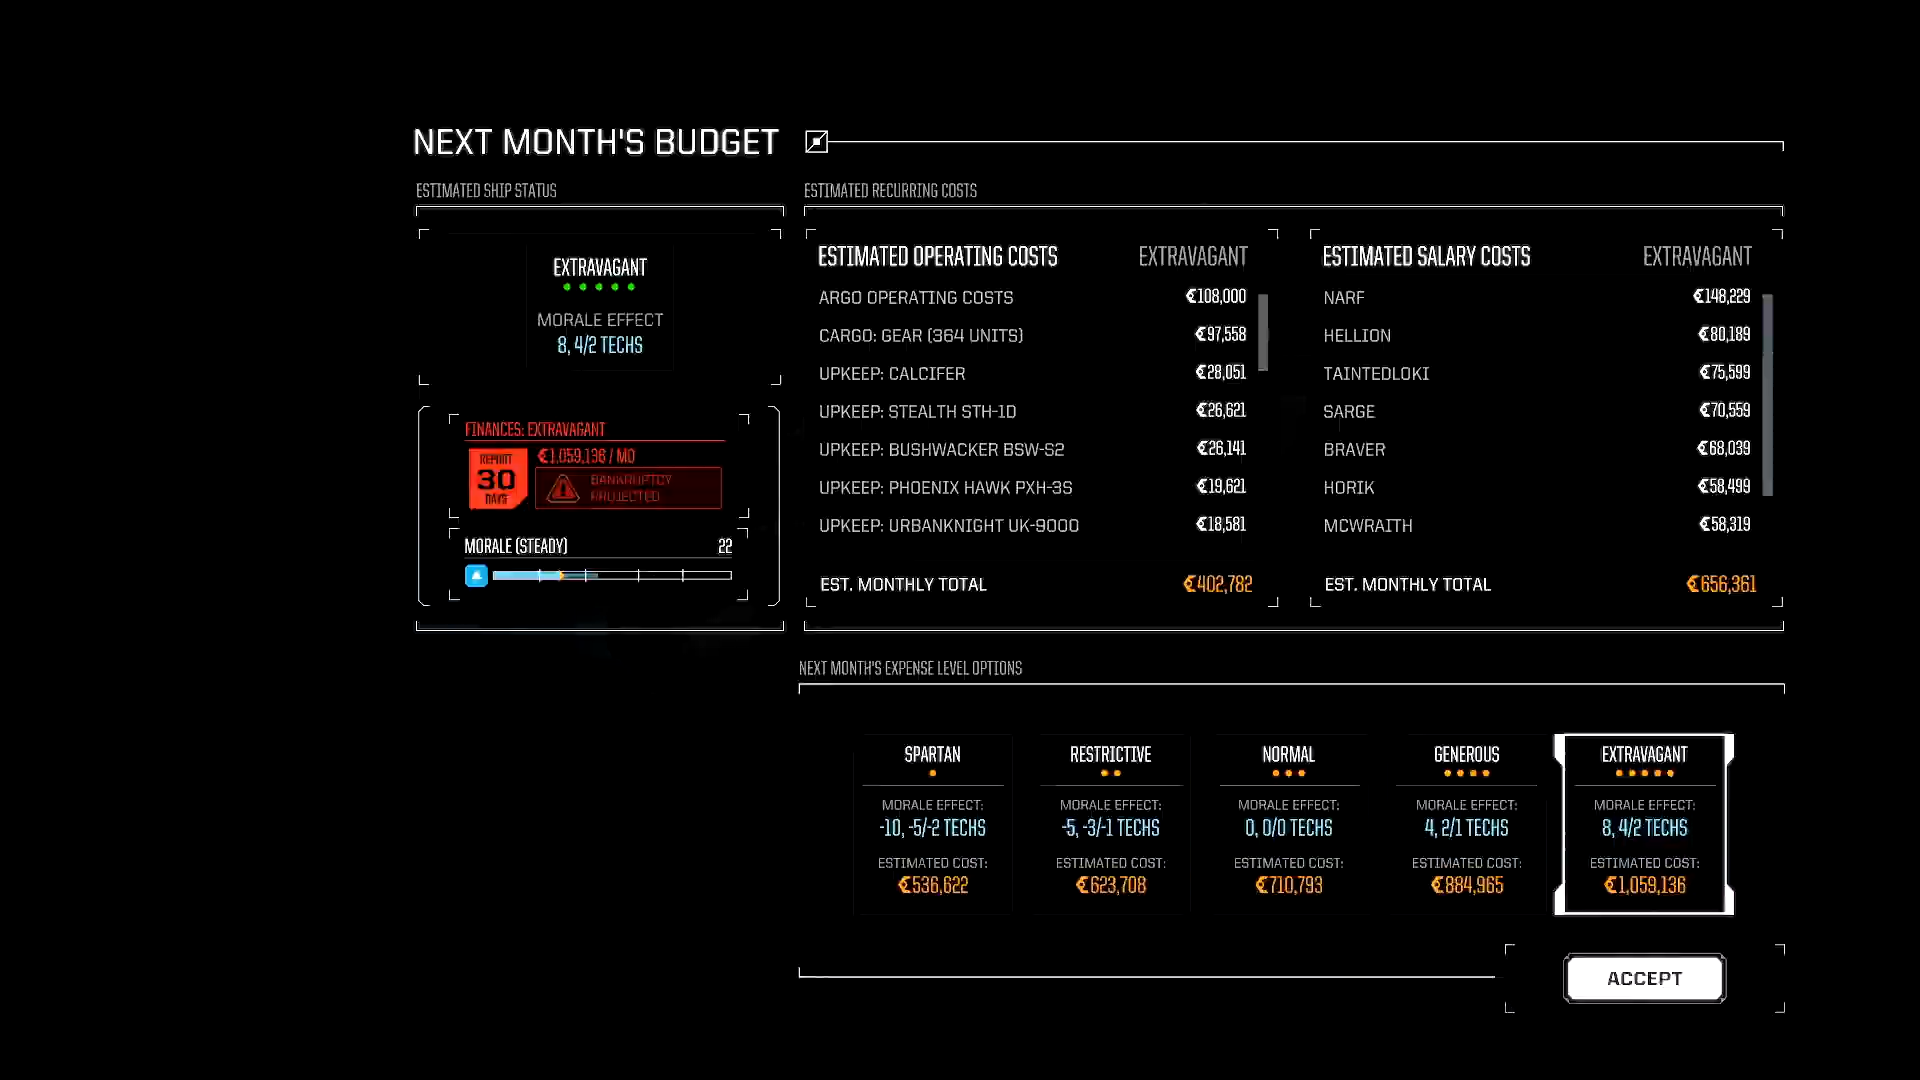 NEXT MONTH'S BUDGET
ESTIMATED SHIP STATUS
EXTRAVAGANT
MORALE EFFECT
8, 4/2 TECHS
FINANCES: EXTRAVAGANT
REPORT
30
DAYS
₡1,059,136 / MO
BANKRUPTCY
PROJECTED
MORALE (STEADY) 22
ESTIMATED RECURRING COSTS
ESTIMATED OPERATING COSTS EXTRAVAGANT
ARGO OPERATING COSTS ₡108,000
CARGO: GEAR (364 UNITS) ₡97,558
UPKEEP: CALCIFER ₡28,051
UPKEEP: STEALTH STH-1D ₡26,621
UPKEEP: BUSHWACKER BSW-S2 ₡26,141
UPKEEP: PHOENIX HAWK PXH-3S ₡19,621
UPKEEP: URBANKNIGHT UK-9000 ₡18,581
EST. MONTHLY TOTAL ₡402,782
ESTIMATED SALARY COSTS EXTRAVAGANT
NARF ₡148,229
HELLION ₡80,189
TAINTEDLOKI ₡75,599
SARGE ₡70,559
BRAVER ₡68,039
HORIK ₡58,499
MCWRAITH ₡58,319
EST. MONTHLY TOTAL ₡656,361
NEXT MONTH'S EXPENSE LEVEL OPTIONS
SPARTAN
MORALE EFFECT:
-10, -5/-2 TECHS
ESTIMATED COST:
₡536,622
RESTRICTIVE
MORALE EFFECT:
-5, -3/-1 TECHS
ESTIMATED COST:
₡623,708
NORMAL
MORALE EFFECT:
0, 0/0 TECHS
ESTIMATED COST:
₡710,793
GENEROUS
MORALE EFFECT:
4, 2/1 TECHS
ESTIMATED COST:
₡884,965
EXTRAVAGANT
MORALE EFFECT:
8, 4/2 TECHS
ESTIMATED COST:
₡1,059,136
ACCEPT